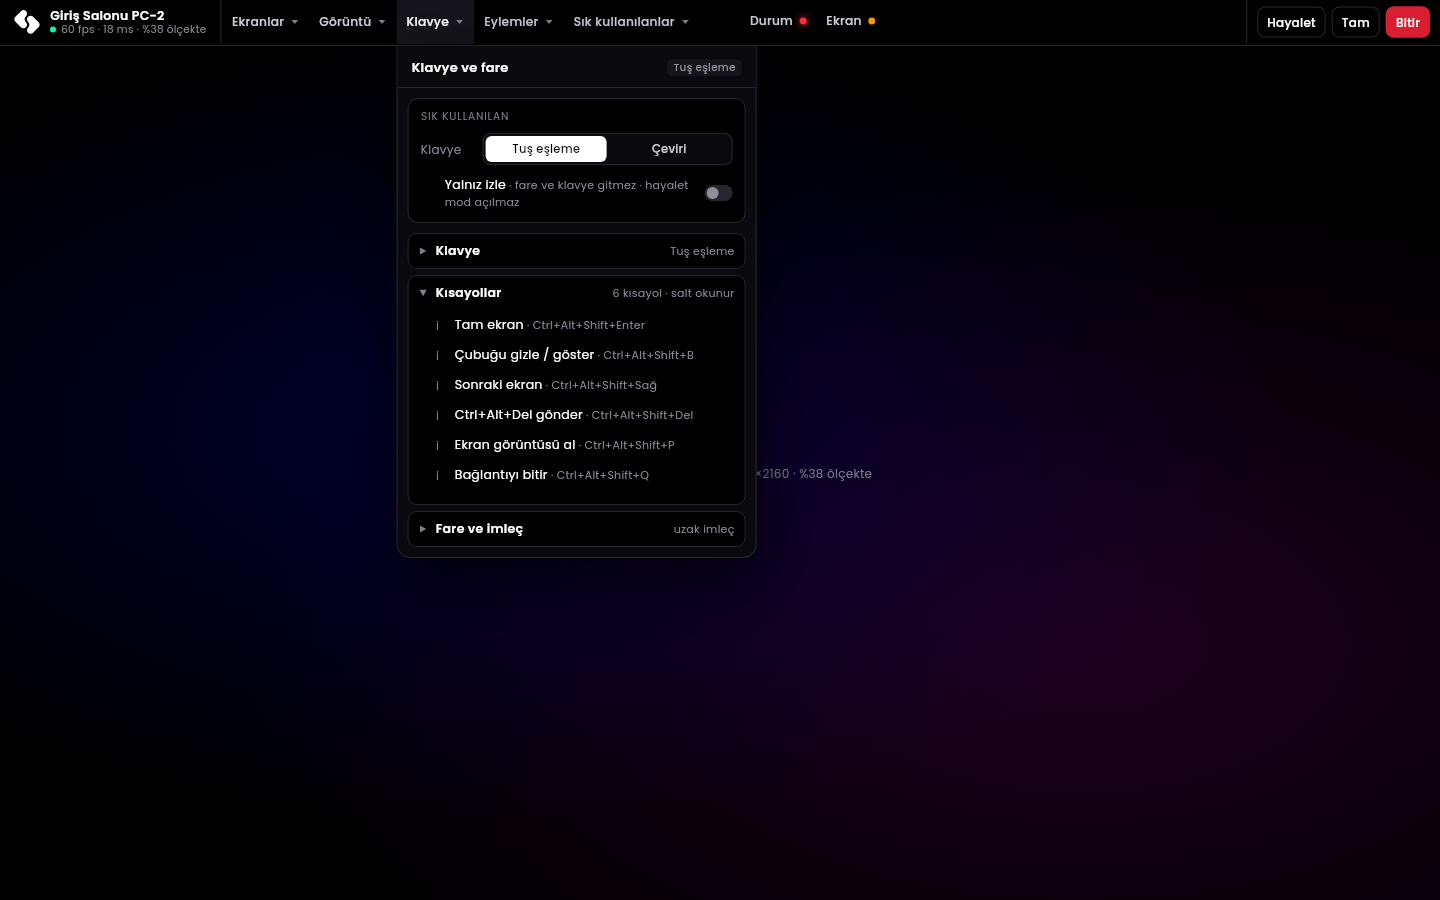 Giriş Salonu PC-2
60 fps · 18 ms · %38 ölçekte
Ekranlar
Görüntü
Klavye
Eylemler
Sık kullanılanlar
Durum
Ekran
Hayalet
Tam
Bitir
Klavye ve fare
Tuş eşleme
SIK KULLANILAN
Klavye
Tuş eşleme
Çeviri
Yalnız izle · fare ve klavye gitmez · hayalet
mod açılmaz
Klavye
Tuş eşleme
Kısayollar
6 kısayol · salt okunur
i Tam ekran · Ctrl+Alt+Shift+Enter
i Çubuğu gizle / göster · Ctrl+Alt+Shift+B
i Sonraki ekran · Ctrl+Alt+Shift+Sağ
i Ctrl+Alt+Del gönder · Ctrl+Alt+Shift+Del
i Ekran görüntüsü al · Ctrl+Alt+Shift+P
i Bağlantıyı bitir · Ctrl+Alt+Shift+Q
×2160 · %38 ölçekte
Fare ve imleç
uzak imleç